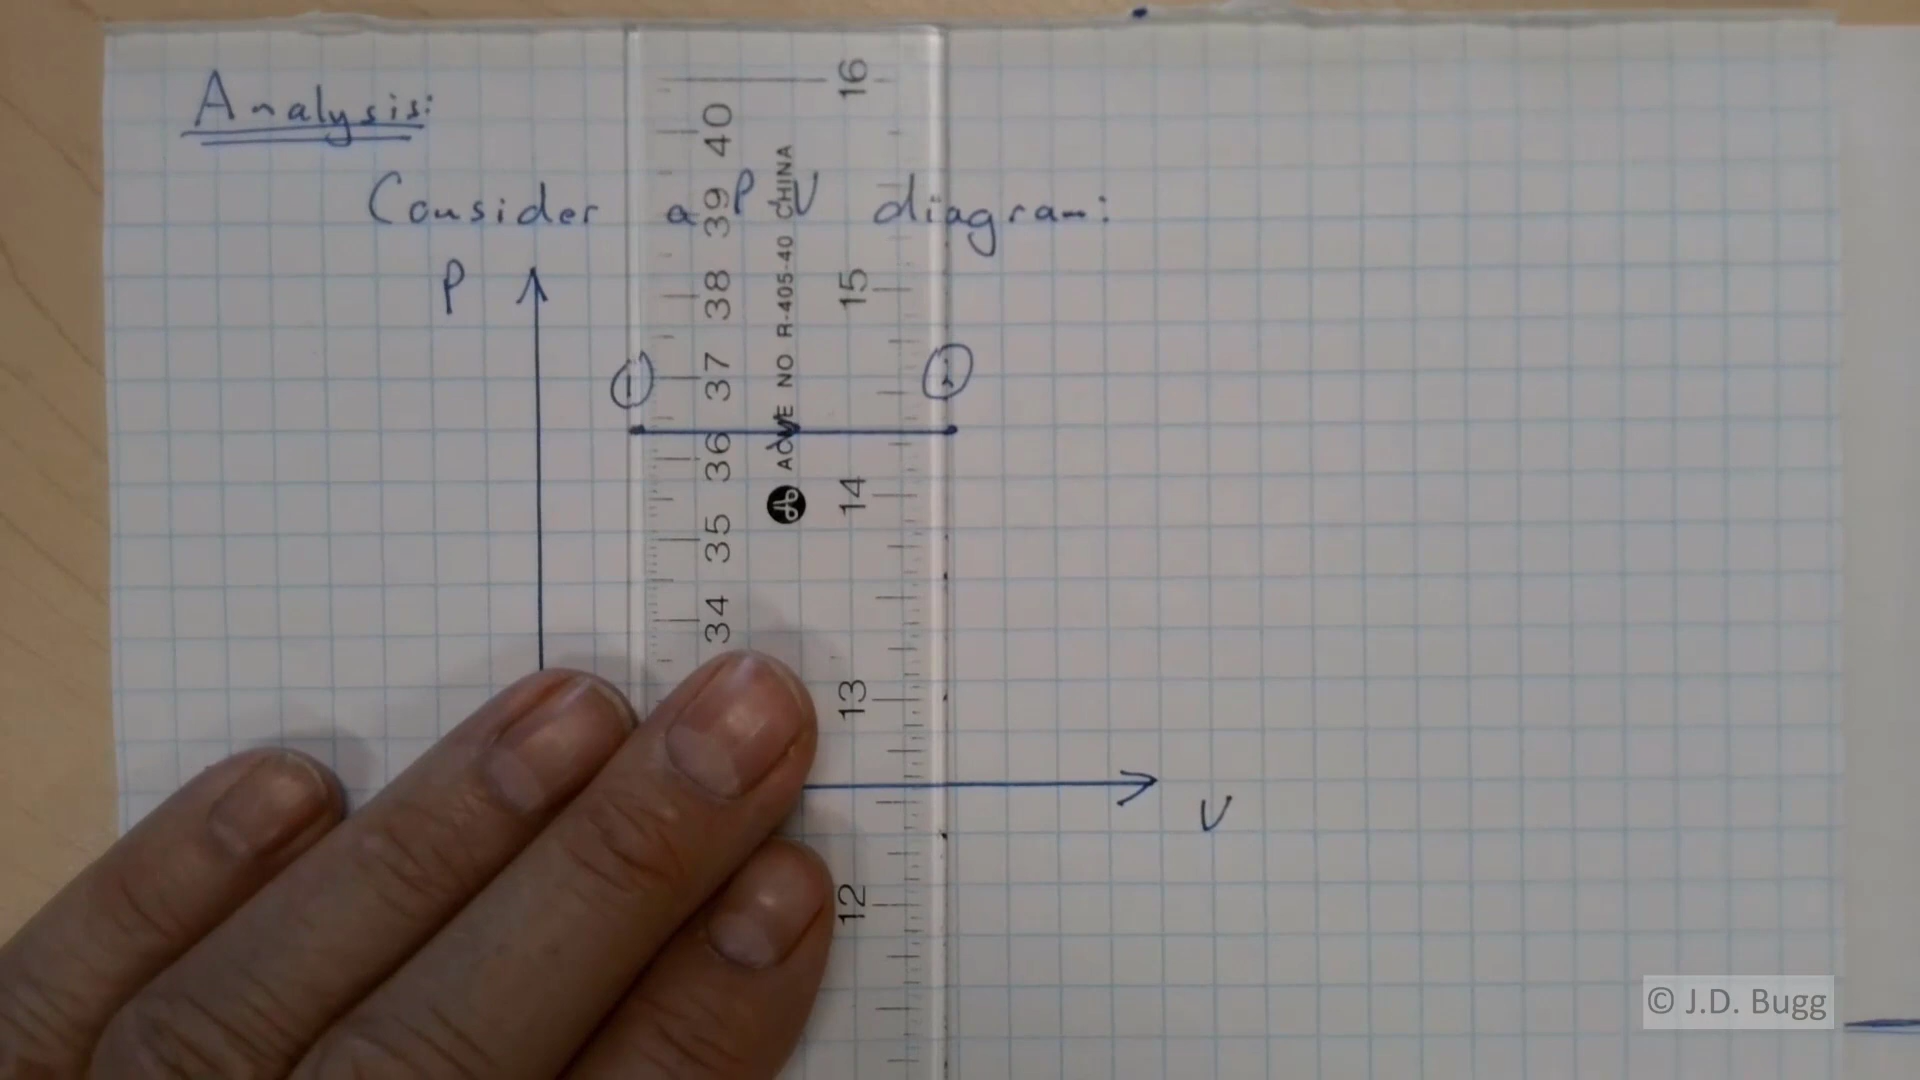 Analysis:
Consider a P V diagram:
P
1
2
V
16
15
14
13
12
40
39
38
37
36
35
34
ACME NO R-405-40 CHINA
© J.D. Bugg